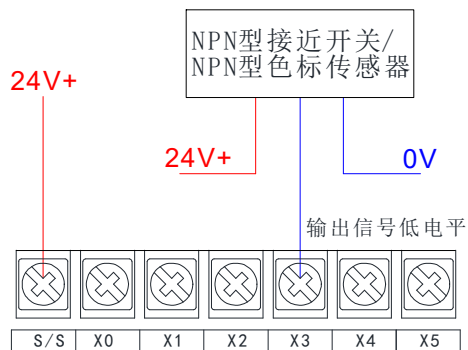 NPN型接近开关/
NPN型色标传感器
24V+
24V+
0V
输出信号低电平
S/S X0 X1 X2 X3 X4 X5